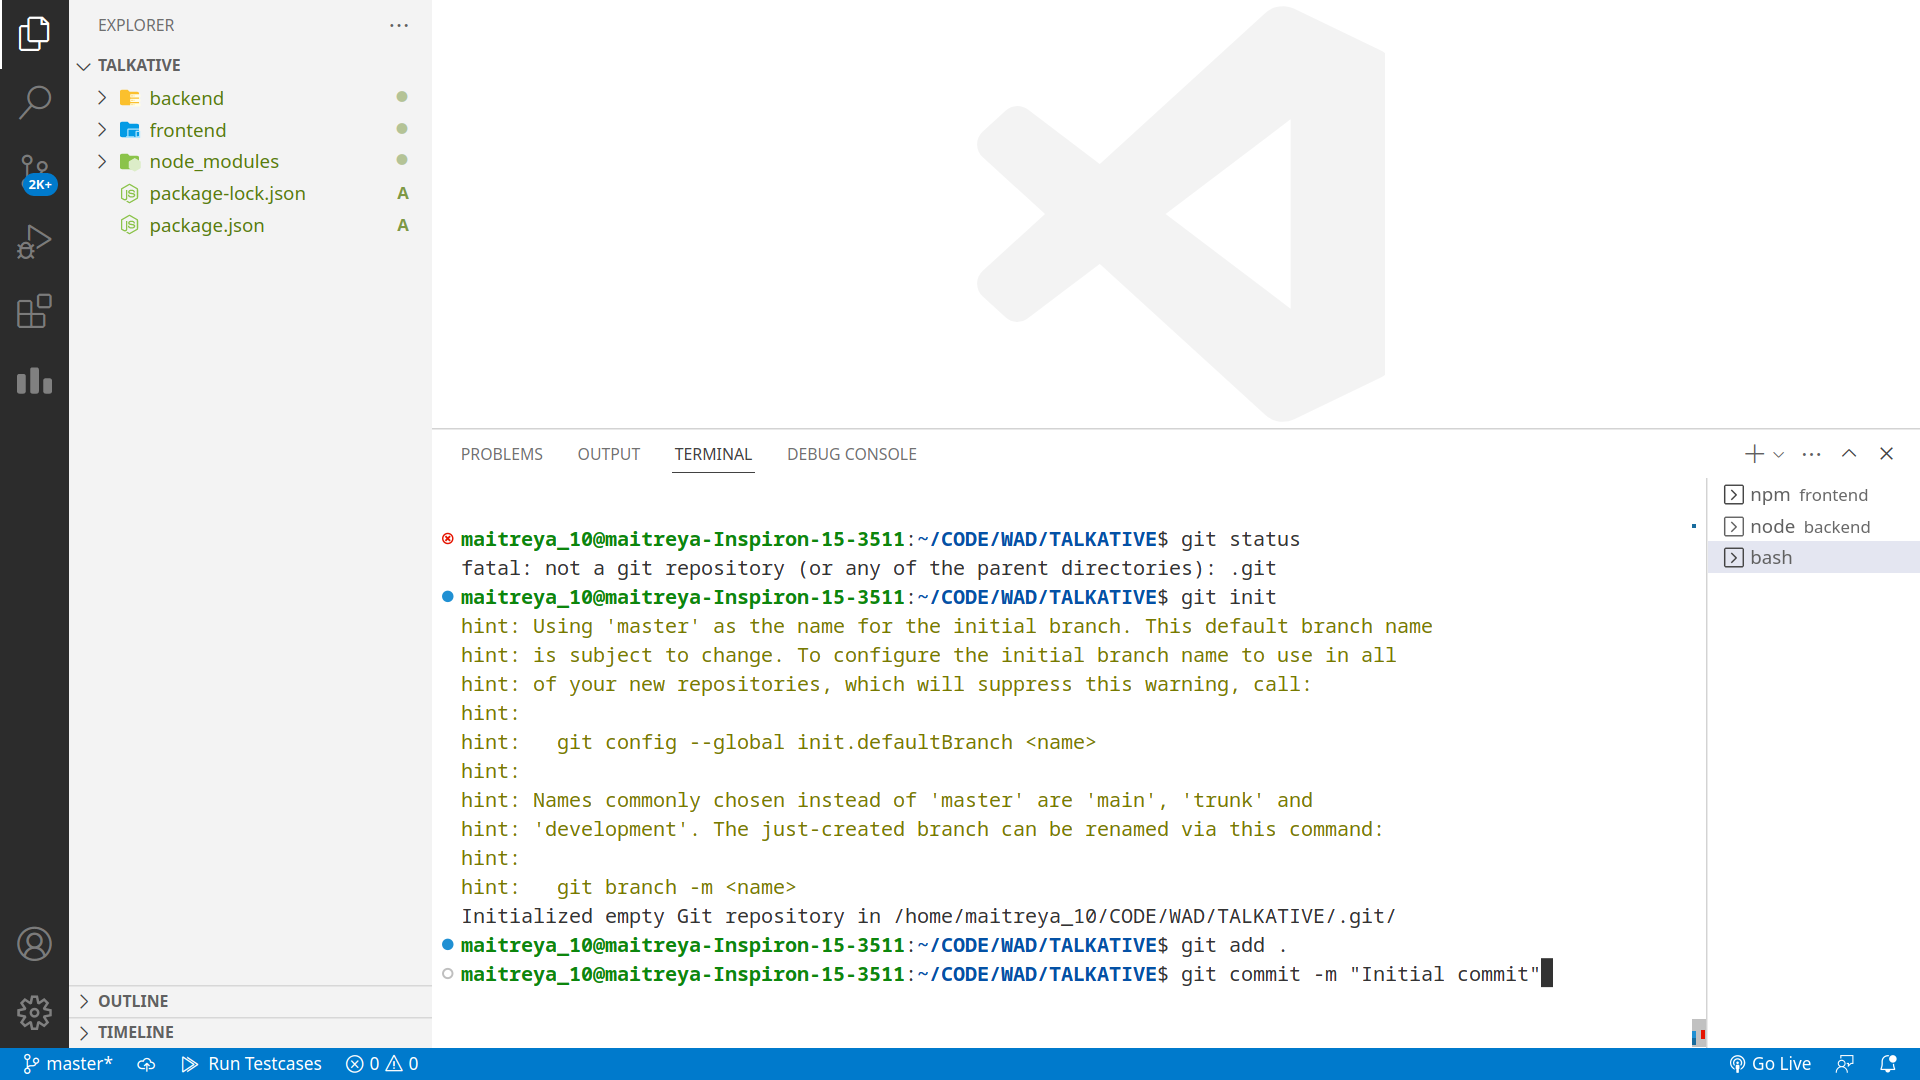 EXPLORER
TALKATIVE
backend
frontend
node_modules
package-lock.json A
package.json A
2K+
OUTLINE
TIMELINE
PROBLEMS OUTPUT TERMINAL DEBUG CONSOLE
maitreya_10@maitreya-Inspiron-15-3511:~/CODE/WAD/TALKATIVE$ git status
fatal: not a git repository (or any of the parent directories): .git
maitreya_10@maitreya-Inspiron-15-3511:~/CODE/WAD/TALKATIVE$ git init
hint: Using 'master' as the name for the initial branch. This default branch name
hint: is subject to change. To configure the initial branch name to use in all
hint: of your new repositories, which will suppress this warning, call:
hint:
hint:   git config --global init.defaultBranch <name>
hint:
hint: Names commonly chosen instead of 'master' are 'main', 'trunk' and
hint: 'development'. The just-created branch can be renamed via this command:
hint:
hint:   git branch -m <name>
Initialized empty Git repository in /home/maitreya_10/CODE/WAD/TALKATIVE/.git/
maitreya_10@maitreya-Inspiron-15-3511:~/CODE/WAD/TALKATIVE$ git add .
maitreya_10@maitreya-Inspiron-15-3511:~/CODE/WAD/TALKATIVE$ git commit -m "Initial commit"
npm frontend
node backend
bash
master* Run Testcases 0 0 Go Live